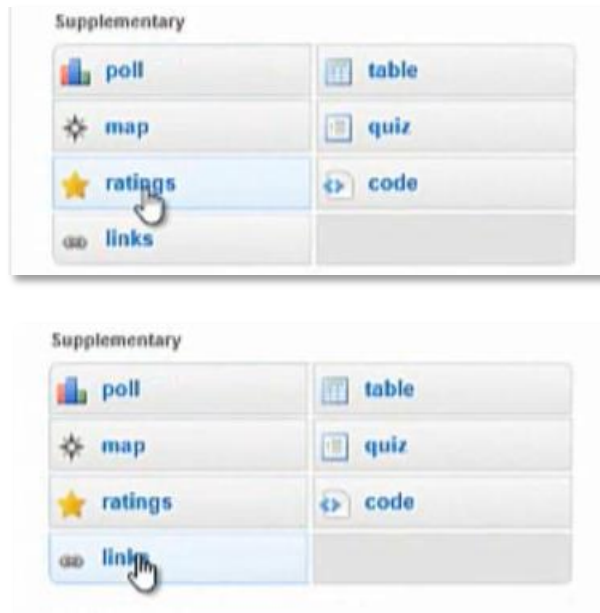 Supplementary
poll table
map quiz
ratings code
links
Supplementary
poll table
map quiz
ratings code
links